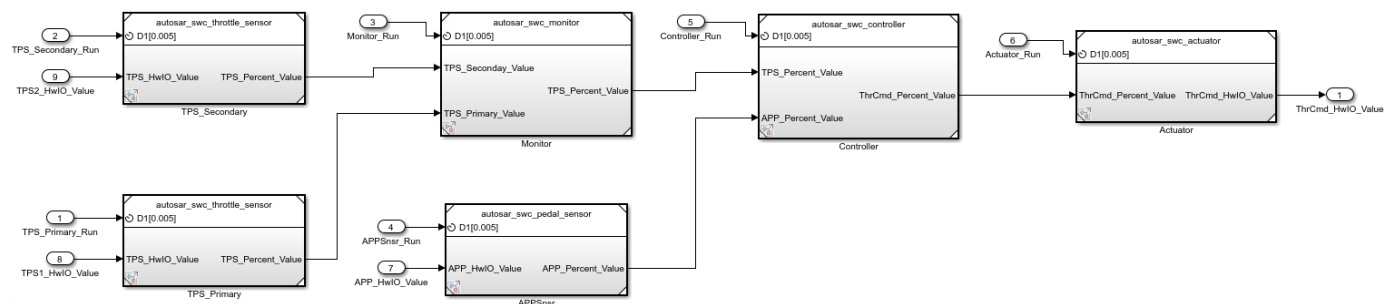 autosar_swc_throttle_sensor
2
D1[0.005]
TPS_Secondary_Run
9
TPS_HwIO_Value
TPS_Percent_Value
TPS2_HwIO_Value
TPS_Secondary
3
Monitor_Run
autosar_swc_monitor
D1[0.005]
TPS_Seconday_Value
TPS_Percent_Value
TPS_Primary_Value
Monitor
5
Controller_Run
autosar_swc_controller
D1[0.005]
TPS_Percent_Value
ThrCmd_Percent_Value
APP_Percent_Value
Controller
6
Actuator_Run
autosar_swc_actuator
D1[0.005]
ThrCmd_Percent_Value
ThrCmd_HwIO_Value
Actuator
1
ThrCmd_HwIO_Value
autosar_swc_throttle_sensor
1
D1[0.005]
TPS_Primary_Run
8
TPS_HwIO_Value
TPS_Percent_Value
TPS1_HwIO_Value
TPS_Primary
autosar_swc_pedal_sensor
4
D1[0.005]
APPSnsr_Run
7
APP_HwIO_Value
APP_Percent_Value
APP_HwIO_Value
APPSnsr